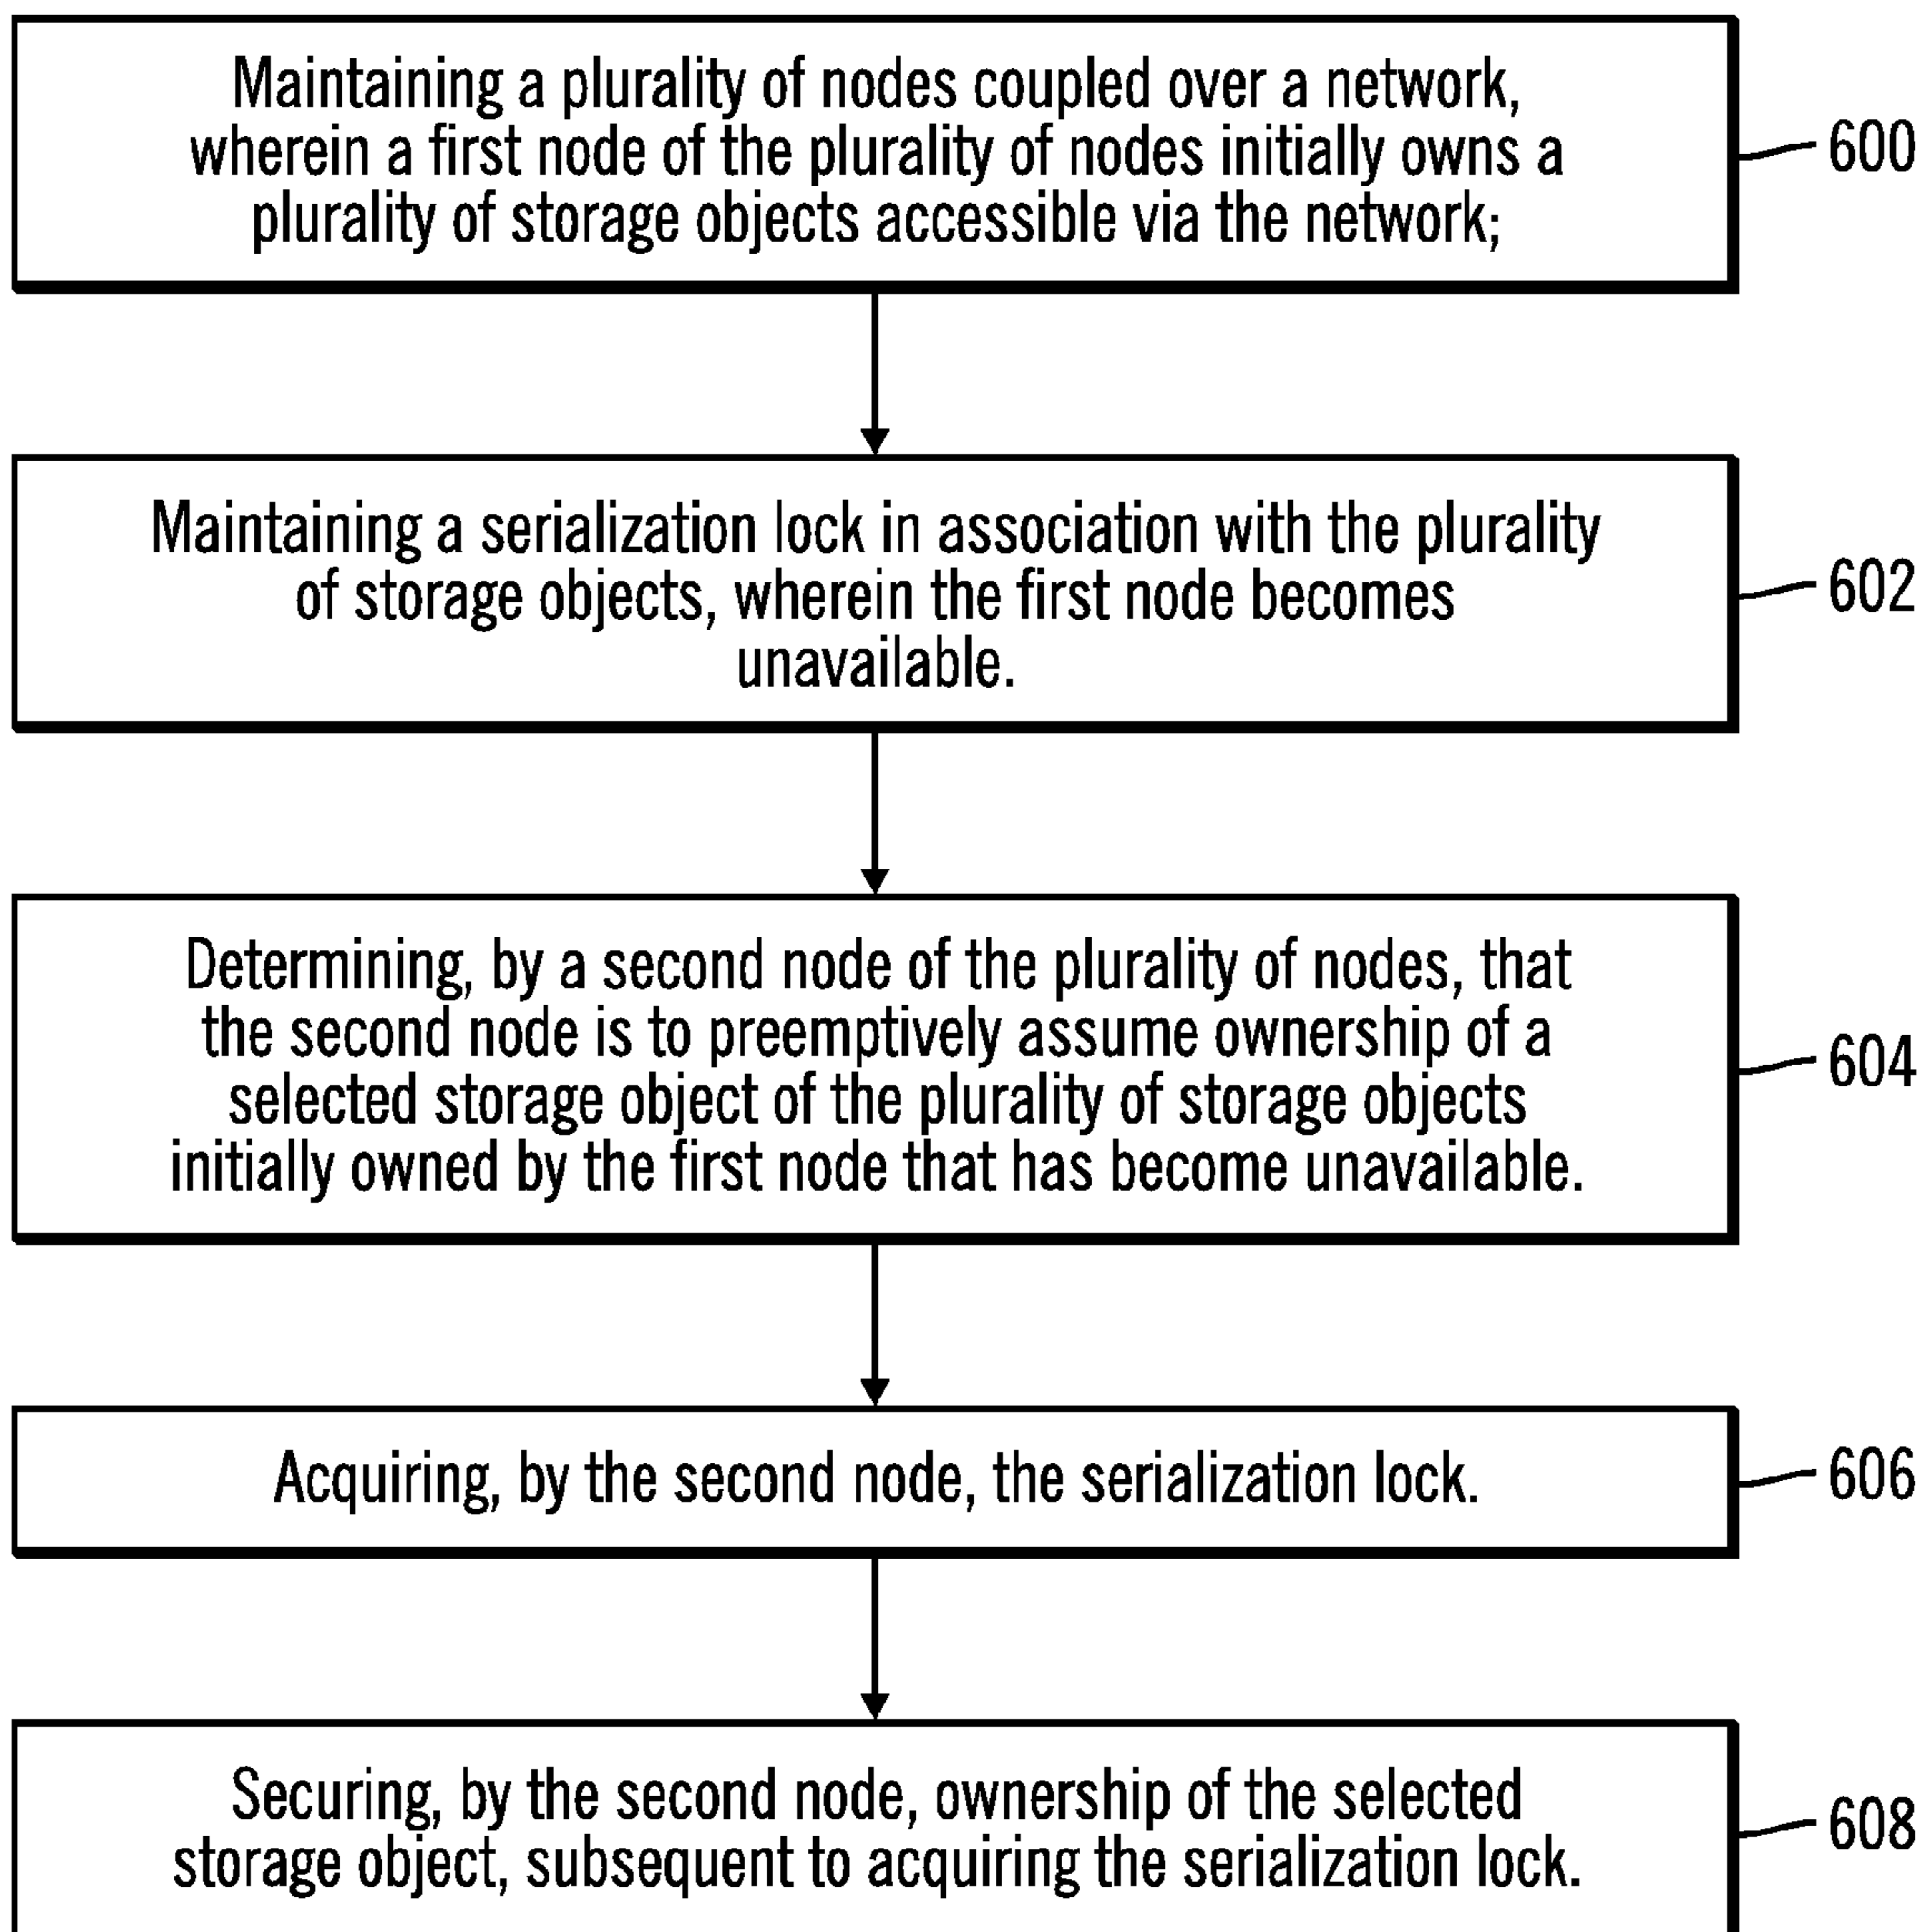 Maintaining a plurality of nodes coupled over a network,
wherein a first node of the plurality of nodes initially owns a
plurality of storage objects accessible via the network;
600
Maintaining a serialization lock in association with the plurality
of storage objects, wherein the first node becomes
unavailable.
602
Determining, by a second node of the plurality of nodes, that
the second node is to preemptively assume ownership of a
selected storage object of the plurality of storage objects
initially owned by the first node that has become unavailable.
604
Acquiring, by the second node, the serialization lock.
606
Securing, by the second node, ownership of the selected
storage object, subsequent to acquiring the serialization lock.
608